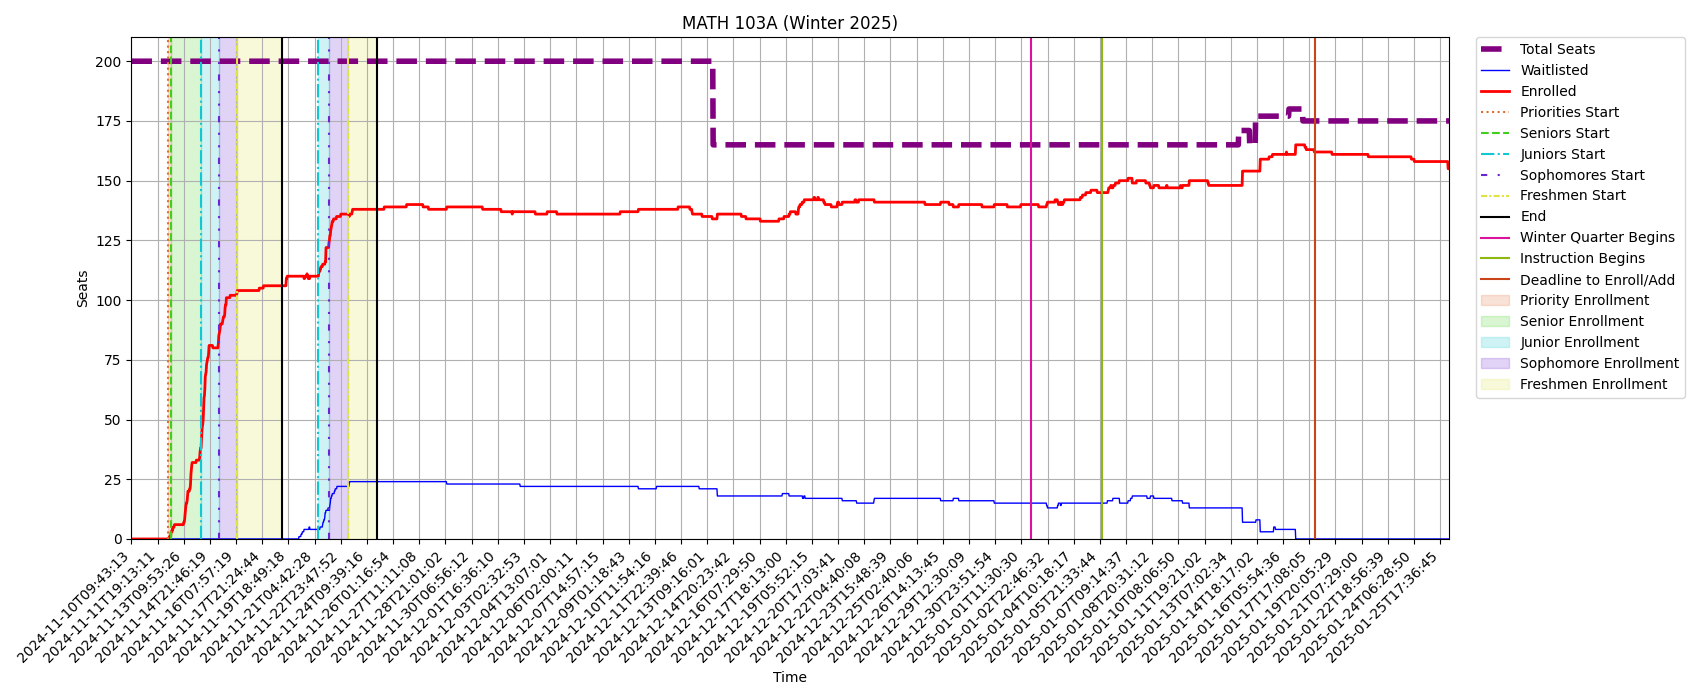 MATH 103A (Winter 2025)
Seats
200
175
150
125
100
75
50
25
0
2024-11-10T09:43:13
2024-11-11T19:13:11
2024-11-13T09:53:26
2024-11-14T21:46:19
2024-11-16T07:57:19
2024-11-17T21:24:44
2024-11-19T18:49:18
2024-11-21T04:42:28
2024-11-22T23:47:52
2024-11-24T09:39:16
2024-11-26T01:16:54
2024-11-27T11:11:08
2024-11-28T21:01:02
2024-11-30T06:56:12
2024-12-01T16:36:10
2024-12-03T02:32:53
2024-12-04T13:07:01
2024-12-06T02:00:11
2024-12-07T14:57:15
2024-12-09T01:18:43
2024-12-10T11:54:16
2024-12-11T22:39:46
2024-12-13T09:16:01
2024-12-14T20:23:42
2024-12-16T07:29:50
2024-12-17T18:13:00
2024-12-19T05:52:15
2024-12-20T17:03:41
2024-12-22T04:40:08
2024-12-23T15:48:39
2024-12-25T02:40:06
2024-12-26T14:13:45
2024-12-29T12:30:09
2024-12-30T23:51:54
2025-01-01T11:30:30
2025-01-02T22:46:32
2025-01-04T10:18:17
2025-01-05T21:33:44
2025-01-07T09:14:37
2025-01-08T20:31:12
2025-01-10T08:06:50
2025-01-11T19:21:02
2025-01-13T07:02:34
2025-01-14T18:17:02
2025-01-16T05:54:36
2025-01-17T17:08:05
2025-01-19T20:05:29
2025-01-21T07:29:00
2025-01-22T18:56:39
2025-01-24T06:28:50
2025-01-25T17:36:45
Time
Total Seats
Waitlisted
Enrolled
Priorities Start
Seniors Start
Juniors Start
Sophomores Start
Freshmen Start
End
Winter Quarter Begins
Instruction Begins
Deadline to Enroll/Add
Priority Enrollment
Senior Enrollment
Junior Enrollment
Sophomore Enrollment
Freshmen Enrollment